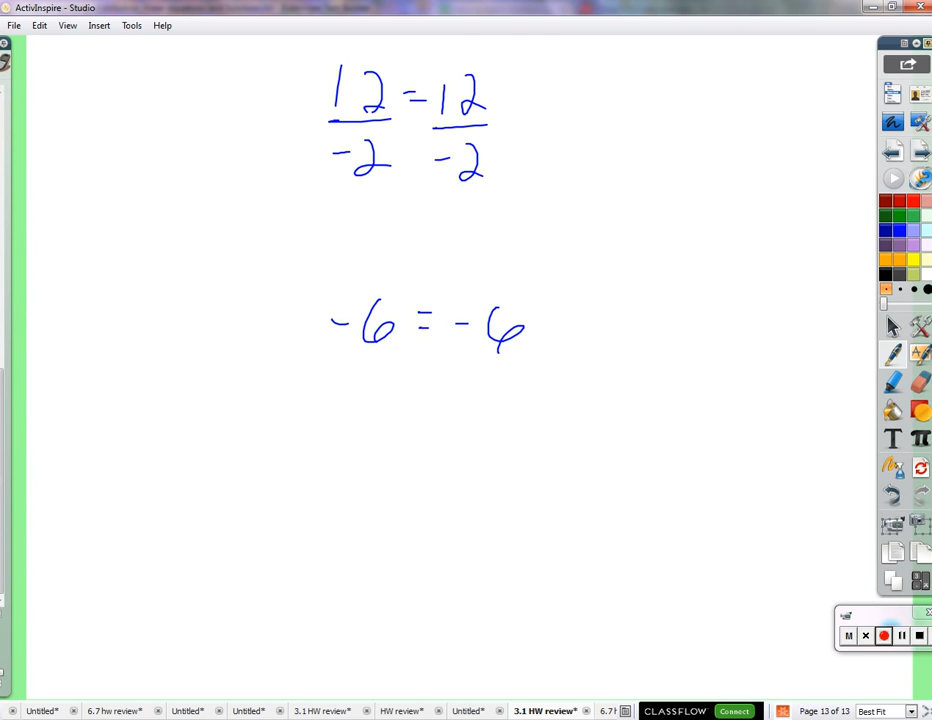 ActivInspire - Studio
File Edit View Insert Tools Help
12 = 12
-2 -2
-6 = -6
T π
M
Untitled* 6.7 hw review* Untitled* Untitled* 3.1 HW review* HW review* Untitled* 3.1 HW review* 6.7 CLASSFLOW Connect Page 13 of 13 Best Fit